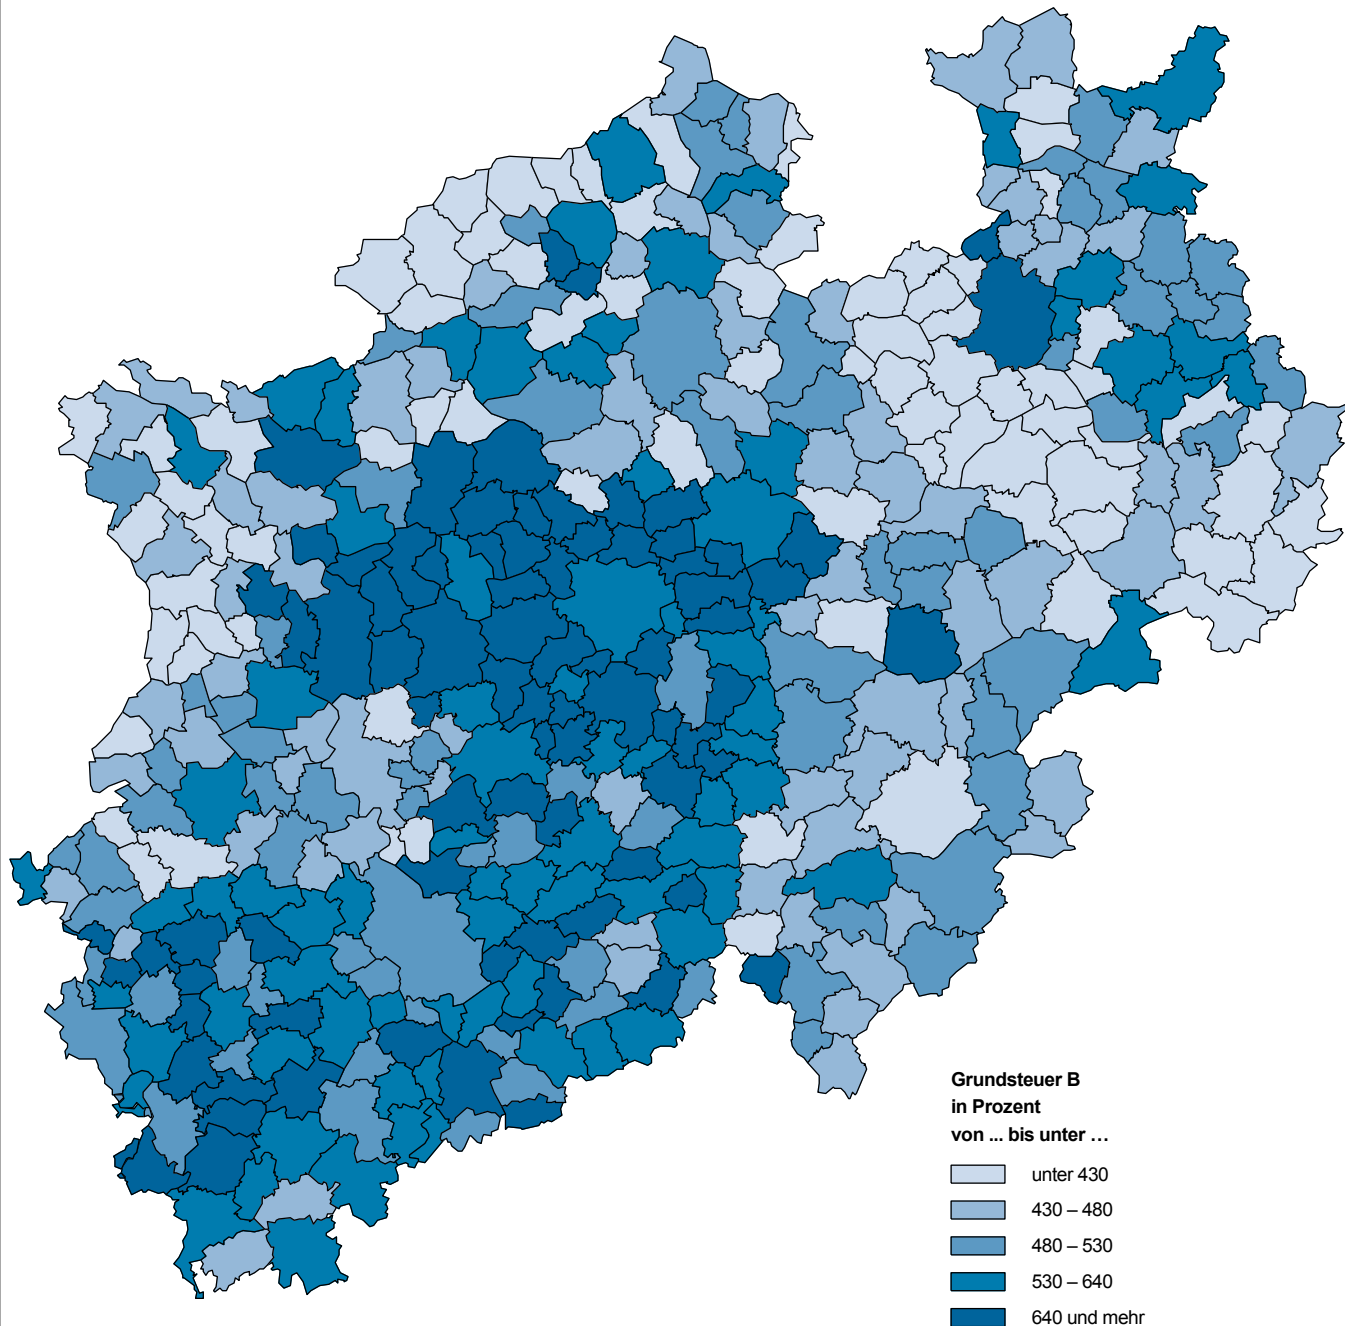 Grundsteuer B
in Prozent
von ... bis unter …
unter 430
430 – 480
480 – 530
530 – 640
640 und mehr